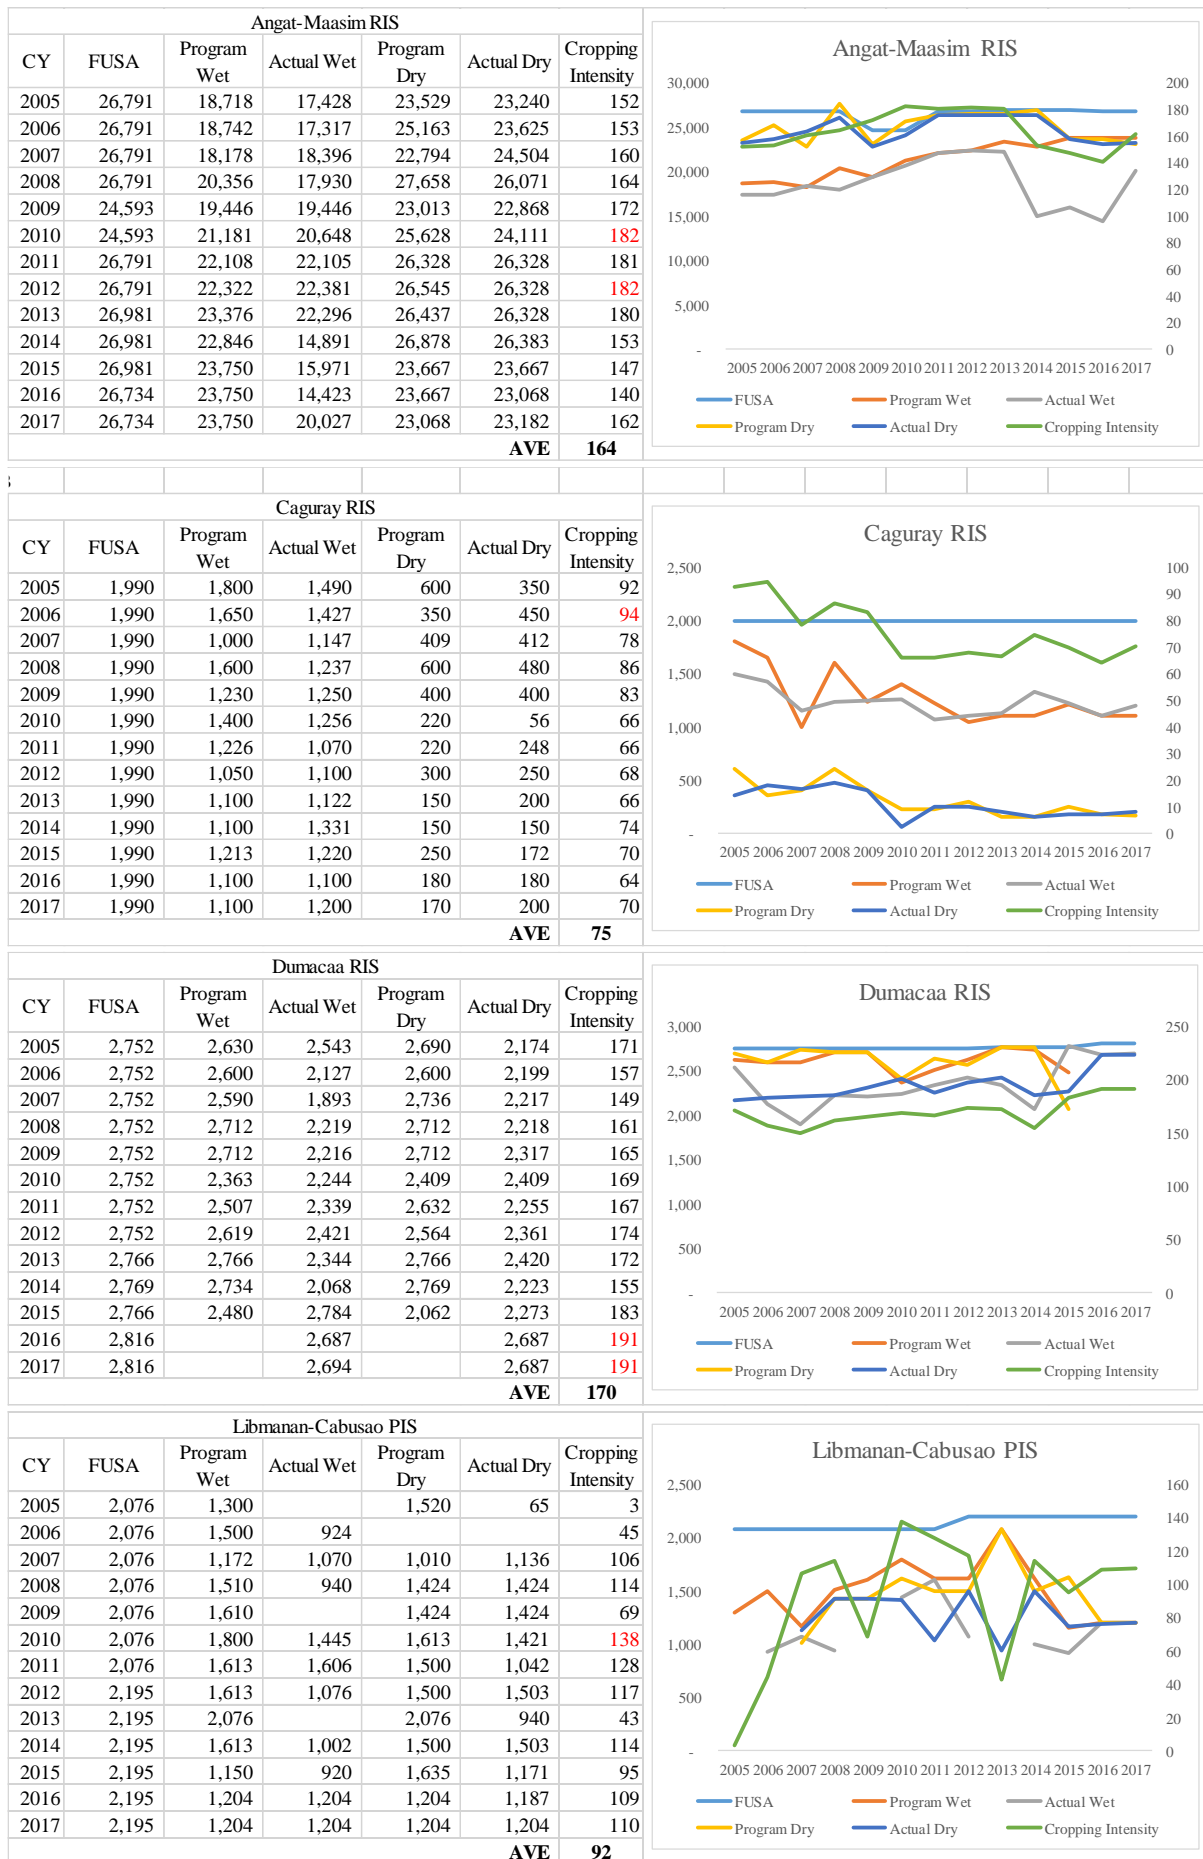 Angat-Maasim RIS
CY FUSA Program Wet Actual Wet Program Dry Actual Dry Cropping Intensity
2005 26,791 18,718 17,428 23,529 23,240 152
2006 26,791 18,742 17,317 25,163 23,625 153
2007 26,791 18,178 18,396 22,794 24,504 160
2008 26,791 20,356 17,930 27,658 26,071 164
2009 24,593 19,446 19,446 23,013 22,868 172
2010 24,593 21,181 20,648 25,628 24,111 182
2011 26,791 22,108 22,105 26,328 26,328 181
2012 26,791 22,322 22,381 26,545 26,328 182
2013 26,981 23,376 22,296 26,437 26,328 180
2014 26,981 22,846 14,891 26,878 26,383 153
2015 26,981 23,750 15,971 23,667 23,667 147
2016 26,734 23,750 14,423 23,667 23,068 140
2017 26,734 23,750 20,027 23,068 23,182 162
AVE 164
Angat-Maasim RIS
30,000 200
25,000 180
20,000 160
15,000 140
10,000 120
5,000 100
- 80
60
40
20
0
2005 2006 2007 2008 2009 2010 2011 2012 2013 2014 2015 2016 2017
FUSA Program Wet Actual Wet
Program Dry Actual Dry Cropping Intensity
Caguray RIS
CY FUSA Program Wet Actual Wet Program Dry Actual Dry Cropping Intensity
2005 1,990 1,800 1,490 600 350 92
2006 1,990 1,650 1,427 350 450 94
2007 1,990 1,000 1,147 409 412 78
2008 1,990 1,600 1,237 600 480 86
2009 1,990 1,230 1,250 400 400 83
2010 1,990 1,400 1,256 220 56 66
2011 1,990 1,226 1,070 220 248 66
2012 1,990 1,050 1,100 300 250 68
2013 1,990 1,100 1,122 150 200 66
2014 1,990 1,100 1,331 150 150 74
2015 1,990 1,213 1,220 250 172 70
2016 1,990 1,100 1,100 180 180 64
2017 1,990 1,100 1,200 170 200 70
AVE 75
Caguray RIS
2,500 100
2,000 90
1,500 80
1,000 70
500 60
- 50
40
30
20
10
0
2005 2006 2007 2008 2009 2010 2011 2012 2013 2014 2015 2016 2017
FUSA Program Wet Actual Wet
Program Dry Actual Dry Cropping Intensity
Dumacaa RIS
CY FUSA Program Wet Actual Wet Program Dry Actual Dry Cropping Intensity
2005 2,752 2,630 2,543 2,690 2,174 171
2006 2,752 2,600 2,127 2,600 2,199 157
2007 2,752 2,590 1,893 2,736 2,217 149
2008 2,752 2,712 2,219 2,712 2,218 161
2009 2,752 2,712 2,216 2,712 2,317 165
2010 2,752 2,363 2,244 2,409 2,409 169
2011 2,752 2,507 2,339 2,632 2,255 167
2012 2,752 2,619 2,421 2,564 2,361 174
2013 2,766 2,766 2,344 2,766 2,420 172
2014 2,769 2,734 2,068 2,769 2,223 155
2015 2,766 2,480 2,784 2,062 2,273 183
2016 2,816 2,687 2,687 191
2017 2,816 2,694 2,687 191
AVE 170
Dumacaa RIS
3,000 250
2,500 200
2,000 150
1,500 100
1,000 50
500 0
-
2005 2006 2007 2008 2009 2010 2011 2012 2013 2014 2015 2016 2017
FUSA Program Wet Actual Wet
Program Dry Actual Dry Cropping Intensity
Libmanan-Cabusao PIS
CY FUSA Program Wet Actual Wet Program Dry Actual Dry Cropping Intensity
2005 2,076 1,300 1,520 65 3
2006 2,076 1,500 924 45
2007 2,076 1,172 1,070 1,010 1,136 106
2008 2,076 1,510 940 1,424 1,424 114
2009 2,076 1,610 1,424 1,424 69
2010 2,076 1,800 1,445 1,613 1,421 138
2011 2,076 1,613 1,606 1,500 1,042 128
2012 2,195 1,613 1,076 1,500 1,503 117
2013 2,195 2,076 2,076 940 43
2014 2,195 1,613 1,002 1,500 1,503 114
2015 2,195 1,150 920 1,635 1,171 95
2016 2,195 1,204 1,204 1,204 1,187 109
2017 2,195 1,204 1,204 1,204 1,204 110
AVE 92
Libmanan-Cabusao PIS
2,500 160
2,000 140
1,500 120
1,000 100
500 80
- 60
40
20
0
2005 2006 2007 2008 2009 2010 2011 2012 2013 2014 2015 2016 2017
FUSA Program Wet Actual Wet
Program Dry Actual Dry Cropping Intensity